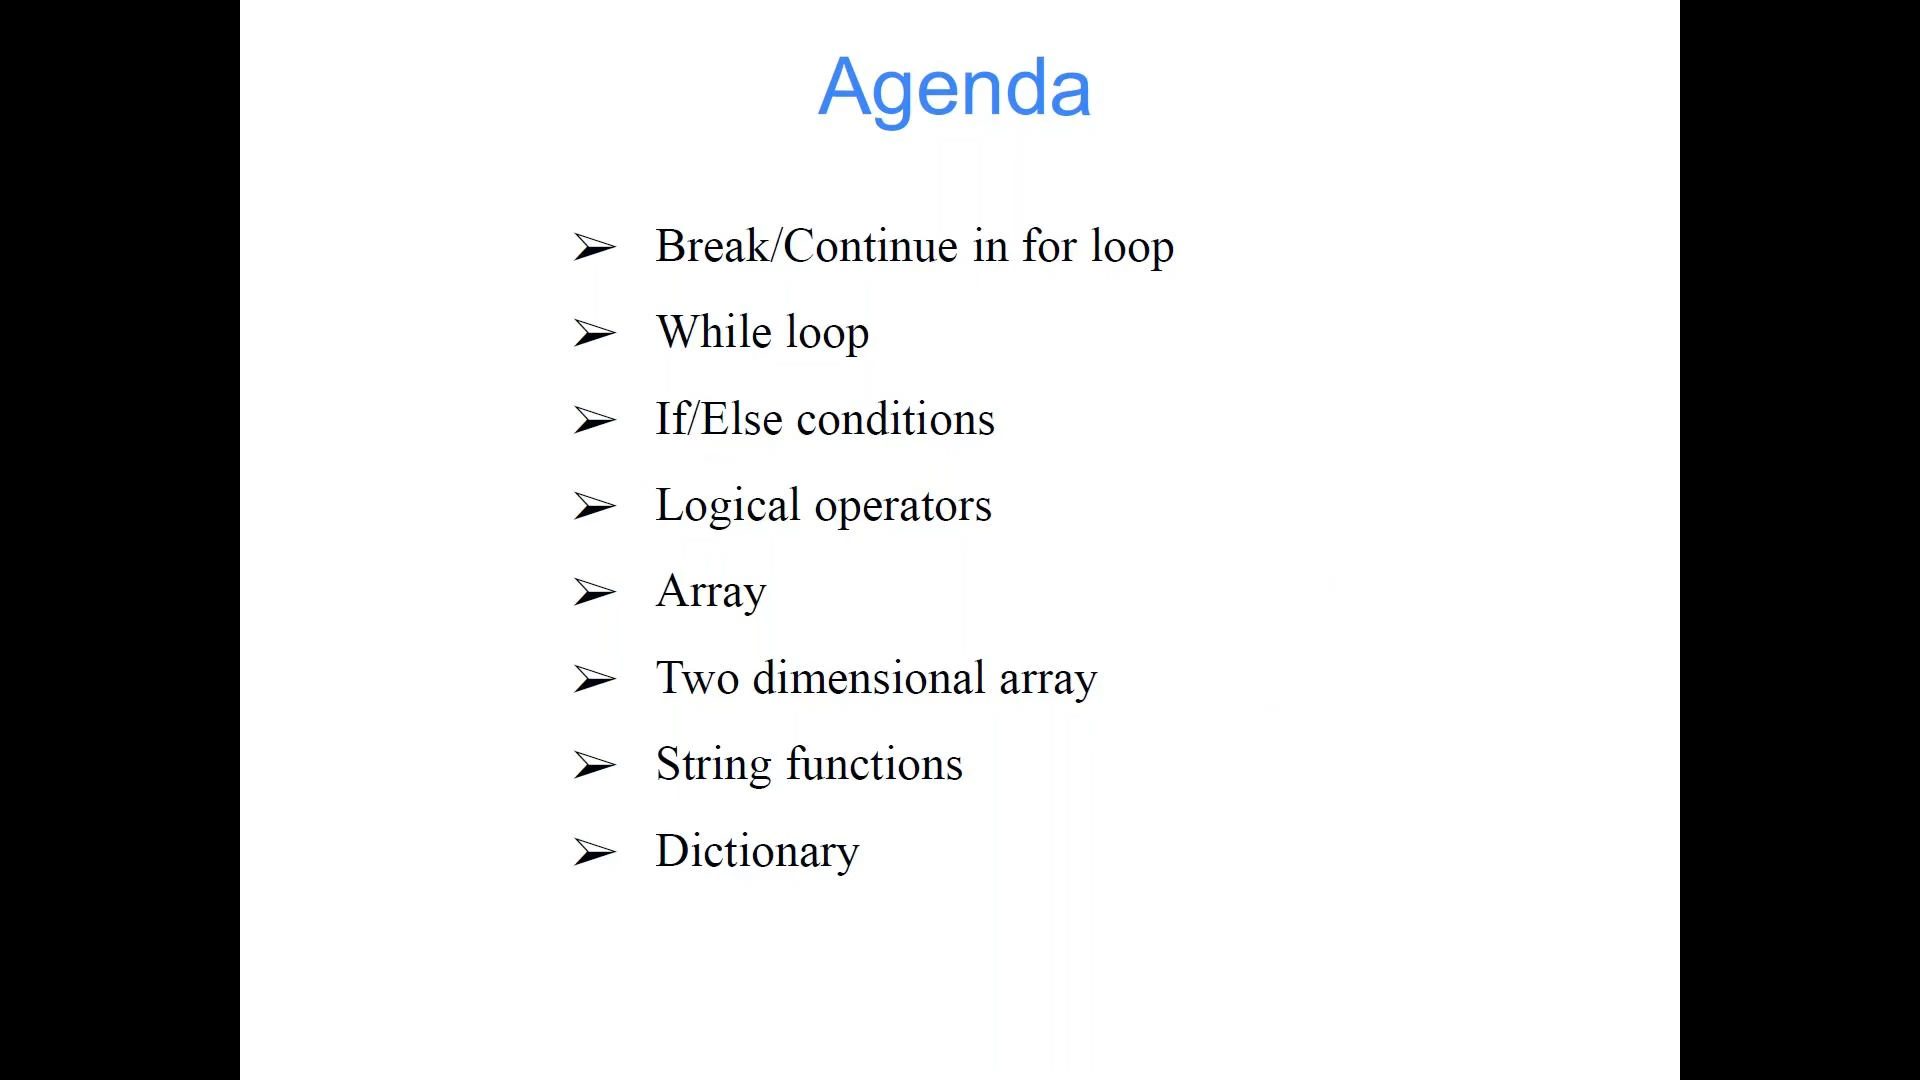 Agenda
➢ Break/Continue in for loop
➢ While loop
➢ If/Else conditions
➢ Logical operators
➢ Array
➢ Two dimensional array
➢ String functions
➢ Dictionary